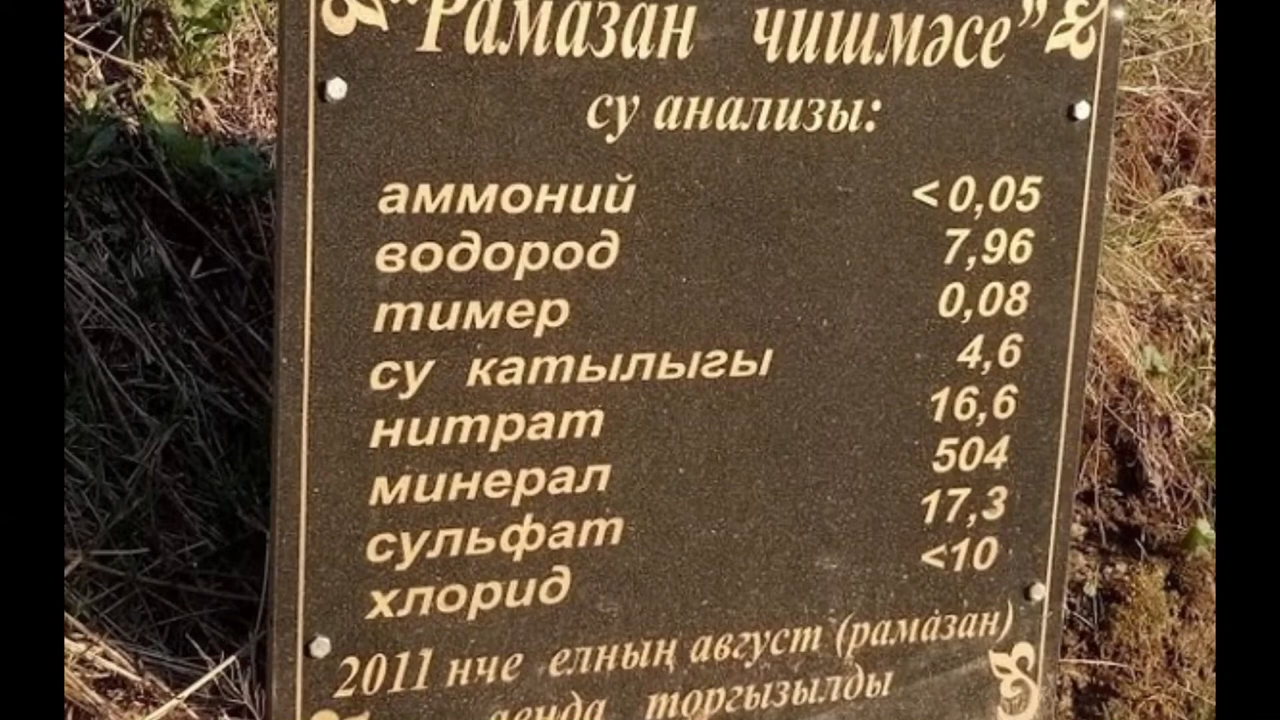 "Рамазан чишмәсе"
су анализы:
аммоний <0,05
водород 7,96
тимер 0,08
су катылыгы 4,6
нитрат 16,6
минерал 504
сульфат 17,3
хлорид <10
2011 нче елның август (рамазан)
аенда торгызылды